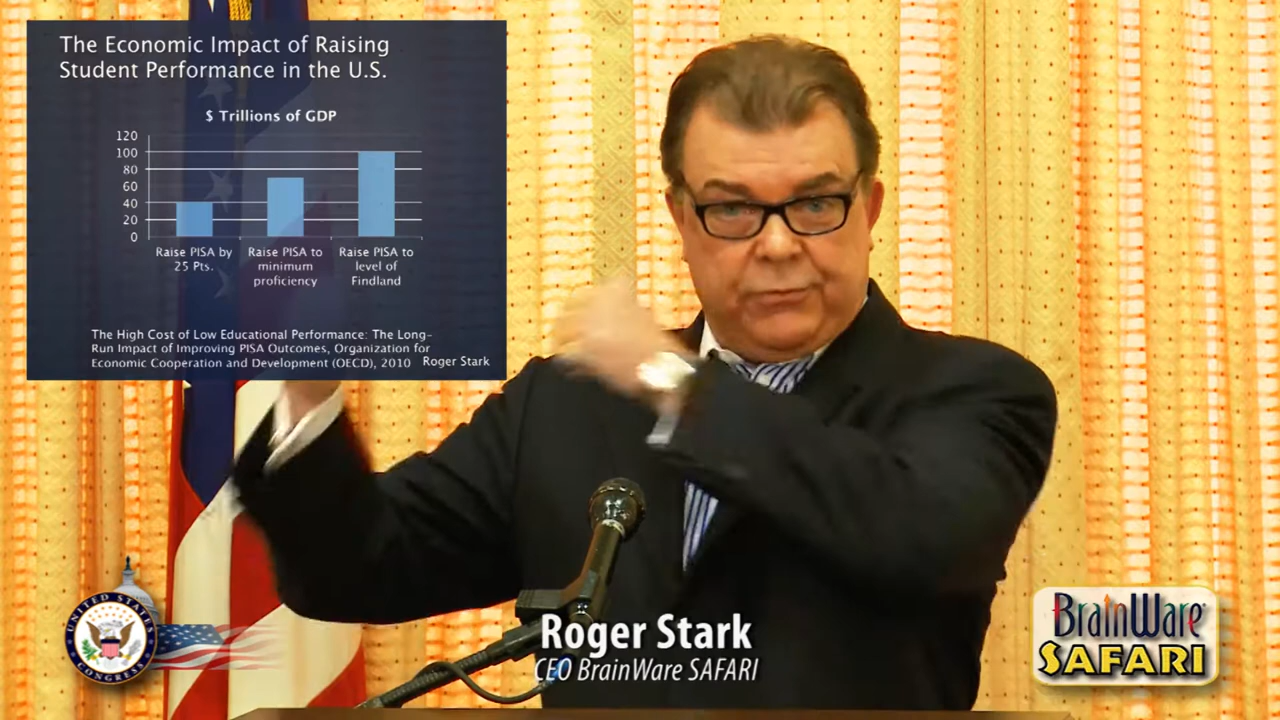 The Economic Impact of Raising
Student Performance in the U.S.
$ Trillions of GDP
120
100
80
60
40
20
0
Raise PISA by
25 Pts.
Raise PISA to
minimum
proficiency
Raise PISA to
level of
Findland
The High Cost of Low Educational Performance: The Long-
Run Impact of Improving PISA Outcomes, Organization for
Economic Cooperation and Development (OECD), 2010
Roger Stark
UNITED STATES
CONGRESS
Roger Stark
CEO BrainWare SAFARI
BrainWare
SAFARI